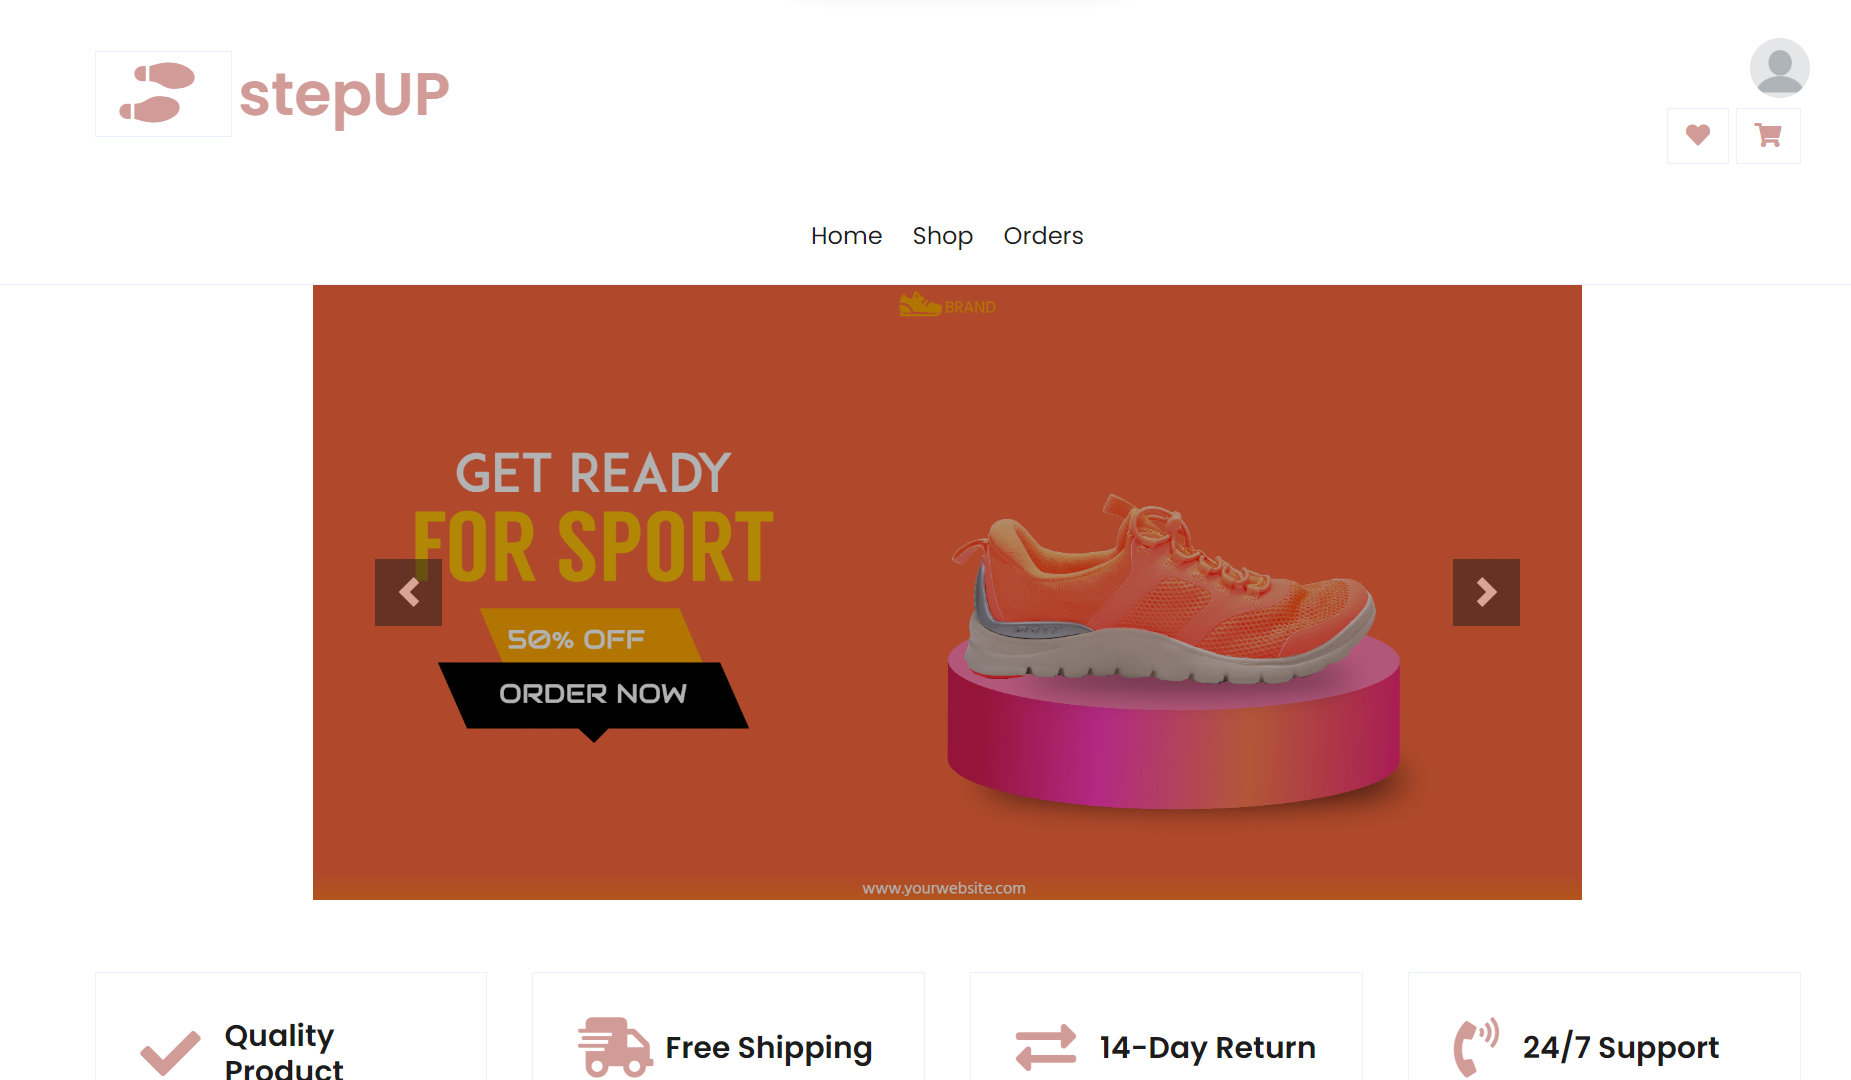 stepUP
Home Shop Orders
BRAND
GET READY
FOR SPORT
50% OFF
ORDER NOW
www.yourwebsite.com
Quality
Product
Free Shipping
14-Day Return
24/7 Support